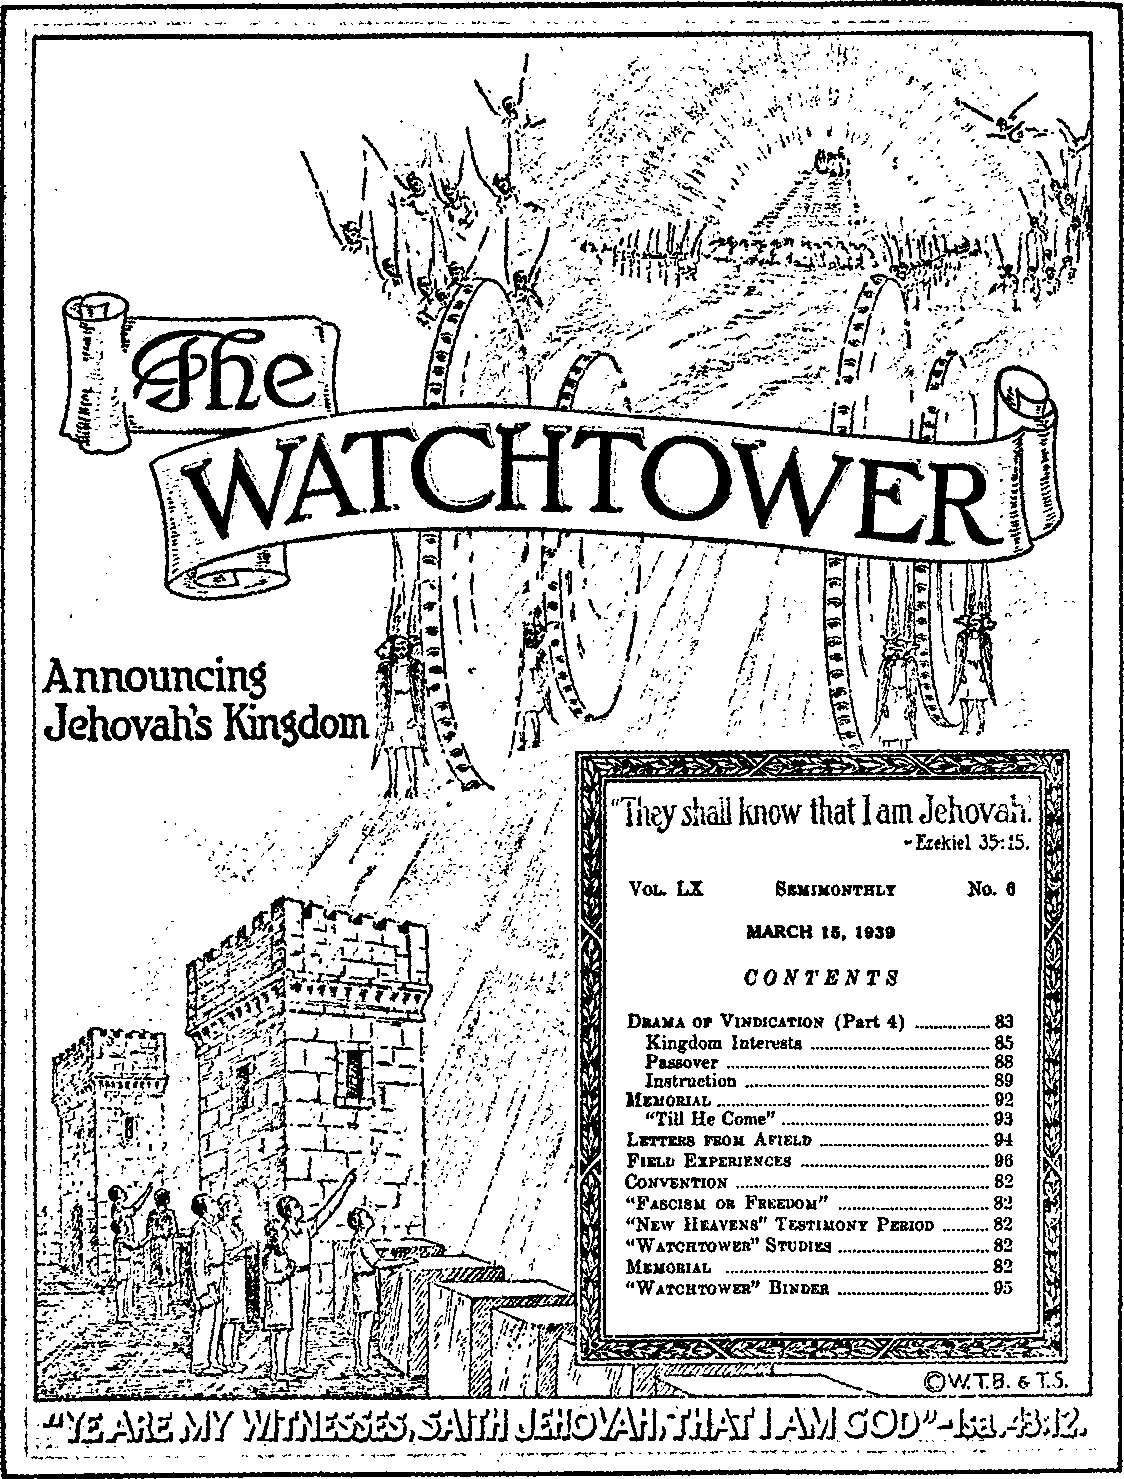 The
WATCHTOWER
Announcing
Jehovah's Kingdom
"They shall know that I am Jehovah."
- Ezekiel 35:15.
VOL. LX SEMIMONTHLY No. 6
MARCH 15, 1939
CONTENTS
DRAMA OF VINDICATION (Part 4) ................ 83
Kingdom Interests ................................ 85
Passover ................................ 88
Instruction ................................ 89
MEMORIAL ................................ 92
"Till He Come" ................................ 93
LETTERS FROM AFIELD ................................ 94
FIELD EXPERIENCES ................................ 96
CONVENTION ................................ 82
"FASCISM OR FREEDOM" ................................ 82
"NEW HEAVENS" TESTIMONY PERIOD ......... 82
"WATCHTOWER" STUDIES ................................ 82
MEMORIAL ................................ 82
"WATCHTOWER" BINDER ................................ 95
©W.T.B. & T.S.
"YE ARE MY WITNESSES, SAITH JEHOVAH, THAT I AM GOD"-Isa. 43:12.